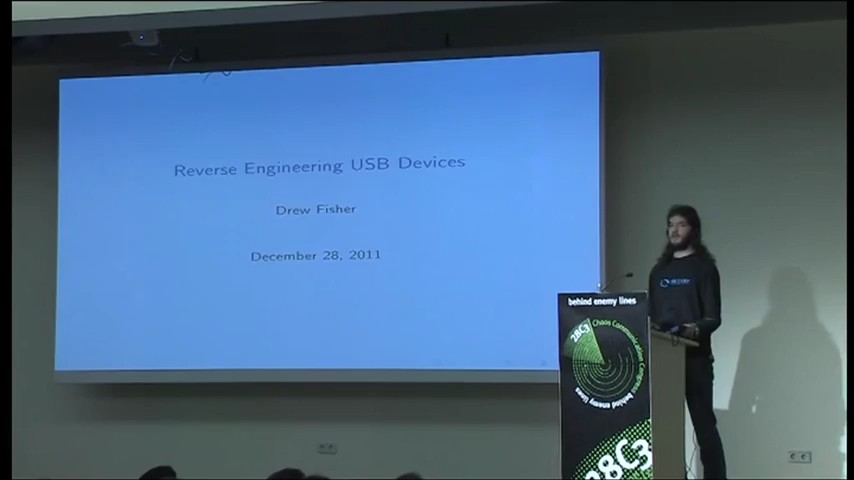 Reverse Engineering USB Devices
Drew Fisher
December 28, 2011
behind enemy lines
28C3 Chaos Communication Congress behind enemy lines
28C3